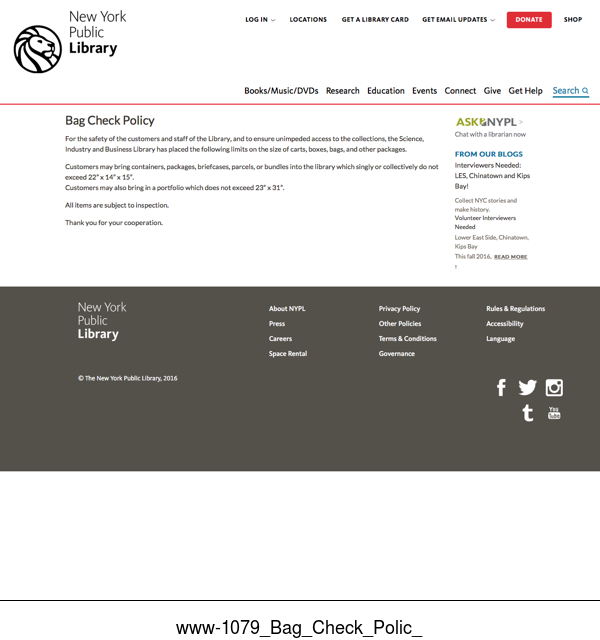 New York
Public
Library
LOG IN
LOCATIONS
GET A LIBRARY CARD
GET EMAIL UPDATES
DONATE
SHOP
Books/Music/DVDs Research Education Events Connect Give Get Help Search
Bag Check Policy
For the safety of the customers and staff of the Library, and to ensure unimpeded access to the collections, the Science,
Industry and Business Library has placed the following limits on the size of carts, boxes, bags, and other packages.
Customers may bring containers, packages, briefcases, parcels, or bundles into the library which singly or collectively do not
exceed 22" x 14" x 15".
Customers may also bring in a portfolio which does not exceed 23" x 31".
All items are subject to inspection.
Thank you for your cooperation.
ASK NYPL >
Chat with a librarian now
FROM OUR BLOGS
Interviewers Needed:
LES, Chinatown and Kips
Bay!
Collect NYC stories and
make history.
Volunteer Interviewers
Needed
Lower East Side, Chinatown,
Kips Bay
This fall 2016, READ MORE
New York
Public
Library
About NYPL
Press
Careers
Space Rental
Privacy Policy
Other Policies
Terms & Conditions
Governance
Rules & Regulations
Accessibility
Language
© The New York Public Library, 2016
You
Tube
www-1079_Bag_Check_Polic_